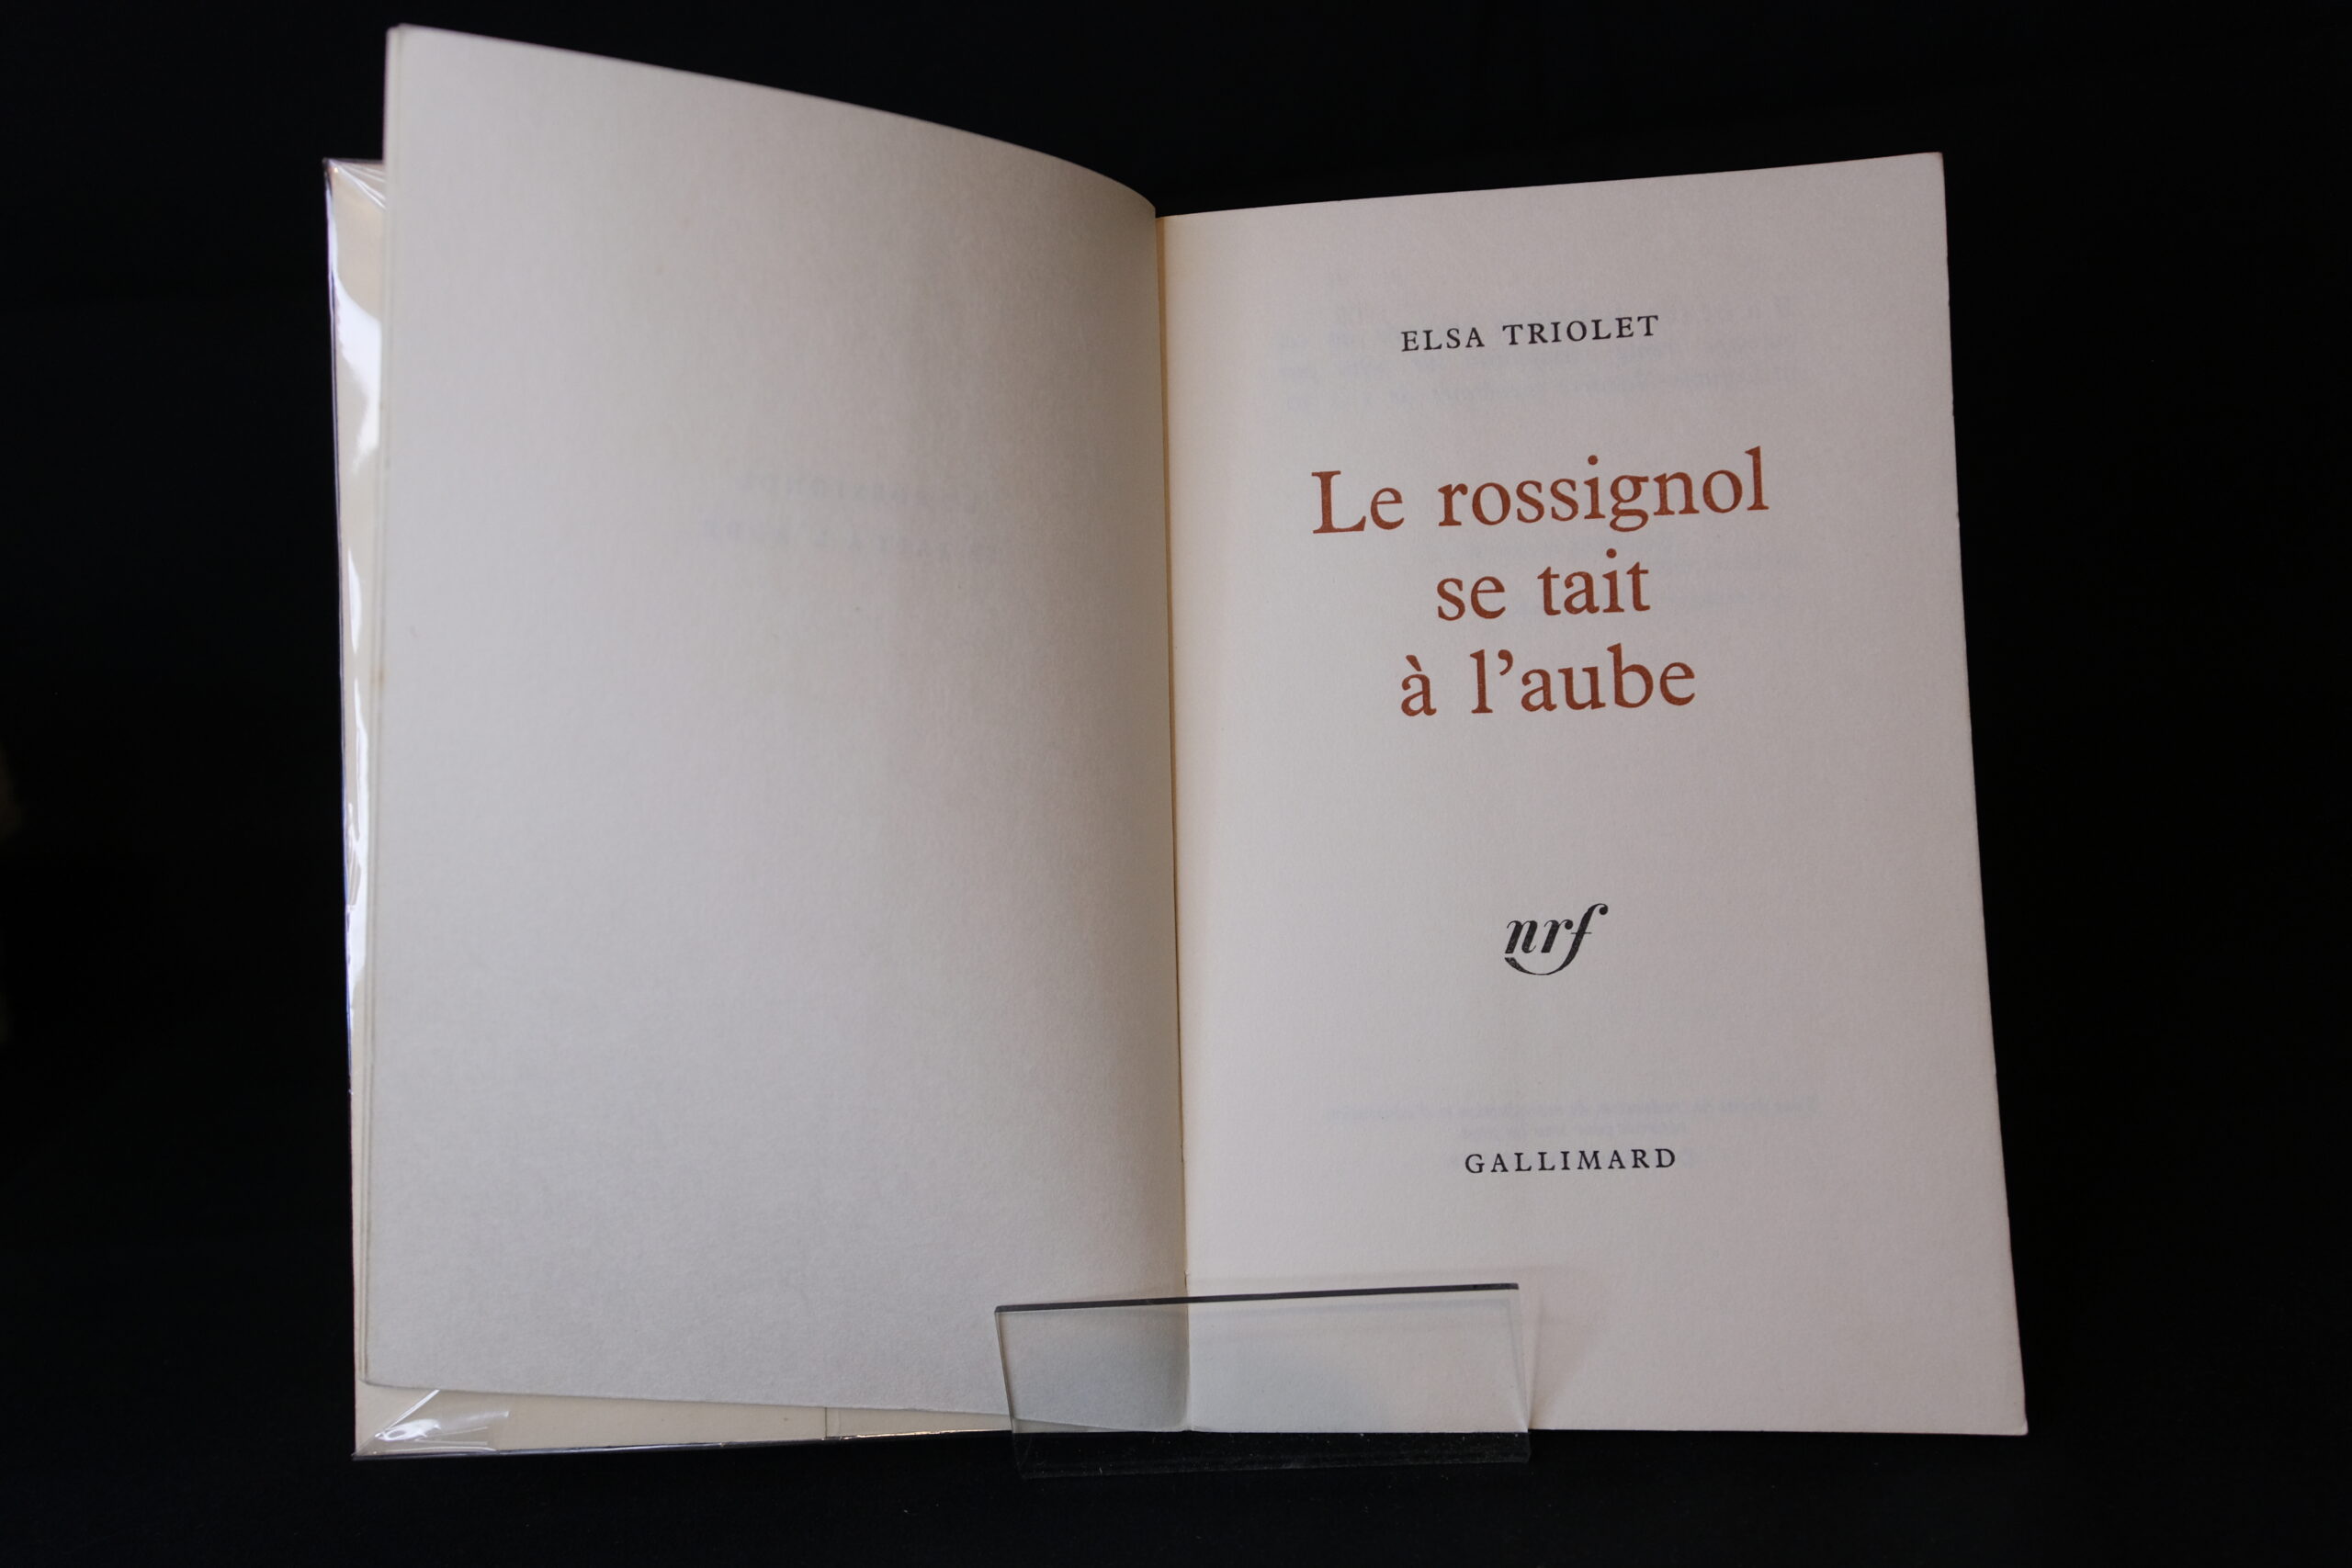 ELSA TRIOLET
Le rossignol
se tait
à l'aube
nrf
GALLIMARD